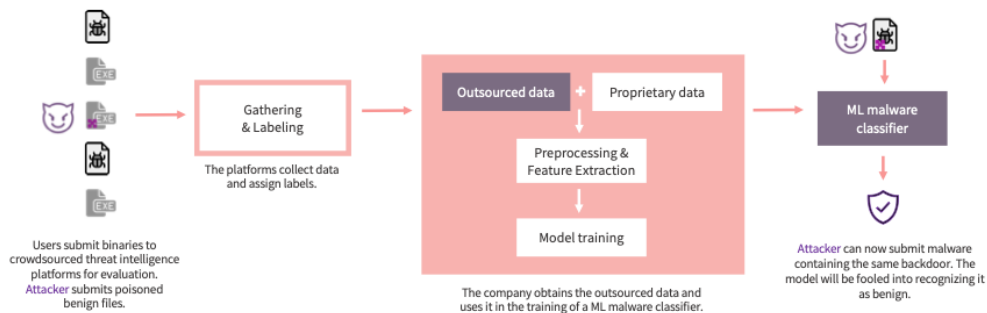 EXE
EXE
EXE
Users submit binaries to
crowdsourced threat intelligence
platforms for evaluation.
Attacker submits poisoned
benign files.
Gathering
& Labeling
The platforms collect data
and assign labels.
Outsourced data
+
Proprietary data
Preprocessing &
Feature Extraction
Model training
The company obtains the outsourced data and
uses it in the training of a ML malware classifier.
ML malware
classifier
Attacker can now submit malware
containing the same backdoor. The
model will be fooled into recognizing it
as benign.